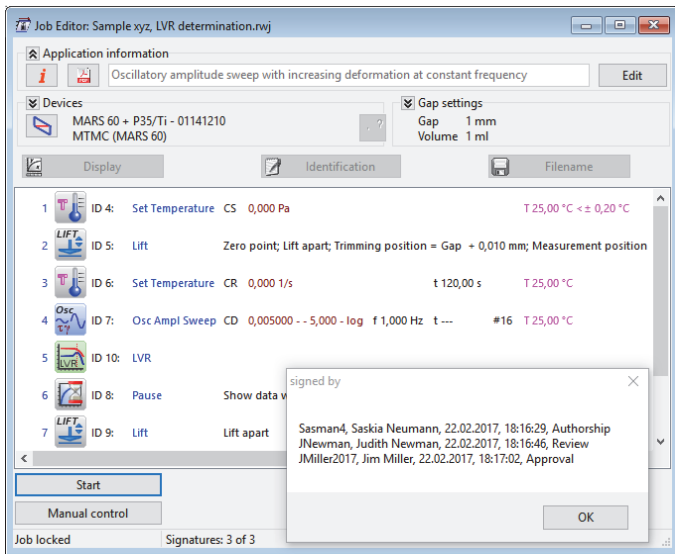 Job Editor: Sample xyz, LVR determination.rwj
Application information
i
Oscillatory amplitude sweep with increasing deformation at constant frequency Edit
Devices Gap settings
MARS 60 + P35/Ti - 01141210 . ? Gap 1 mm
MTMC (MARS 60) Volume 1 ml
Display Identification Filename
1 T ID 4: Set Temperature CS 0,000 Pa T 25,00 °C <± 0,20 °C
2 LIFT ID 5: Lift Zero point; Lift apart; Trimming position = Gap + 0,010 mm; Measurement position
3 T ID 6: Set Temperature CR 0,000 1/s t 120,00 s T 25,00 °C
4 Osc τγ ID 7: Osc Ampl Sweep CD 0,005000 - - 5,000 - log f 1,000 Hz t --- #16 T 25,00 °C
5 LVR ID 10: LVR
6 ID 8: Pause Show data
7 LIFT ID 9: Lift Lift apart
signed by
Sasman4, Saskia Neumann, 22.02.2017, 18:16:29, Authorship
JNewman, Judith Newman, 22.02.2017, 18:16:46, Review
JMiller2017, Jim Miller, 22.02.2017, 18:17:02, Approval
OK
Start
Manual control
Job locked Signatures: 3 of 3